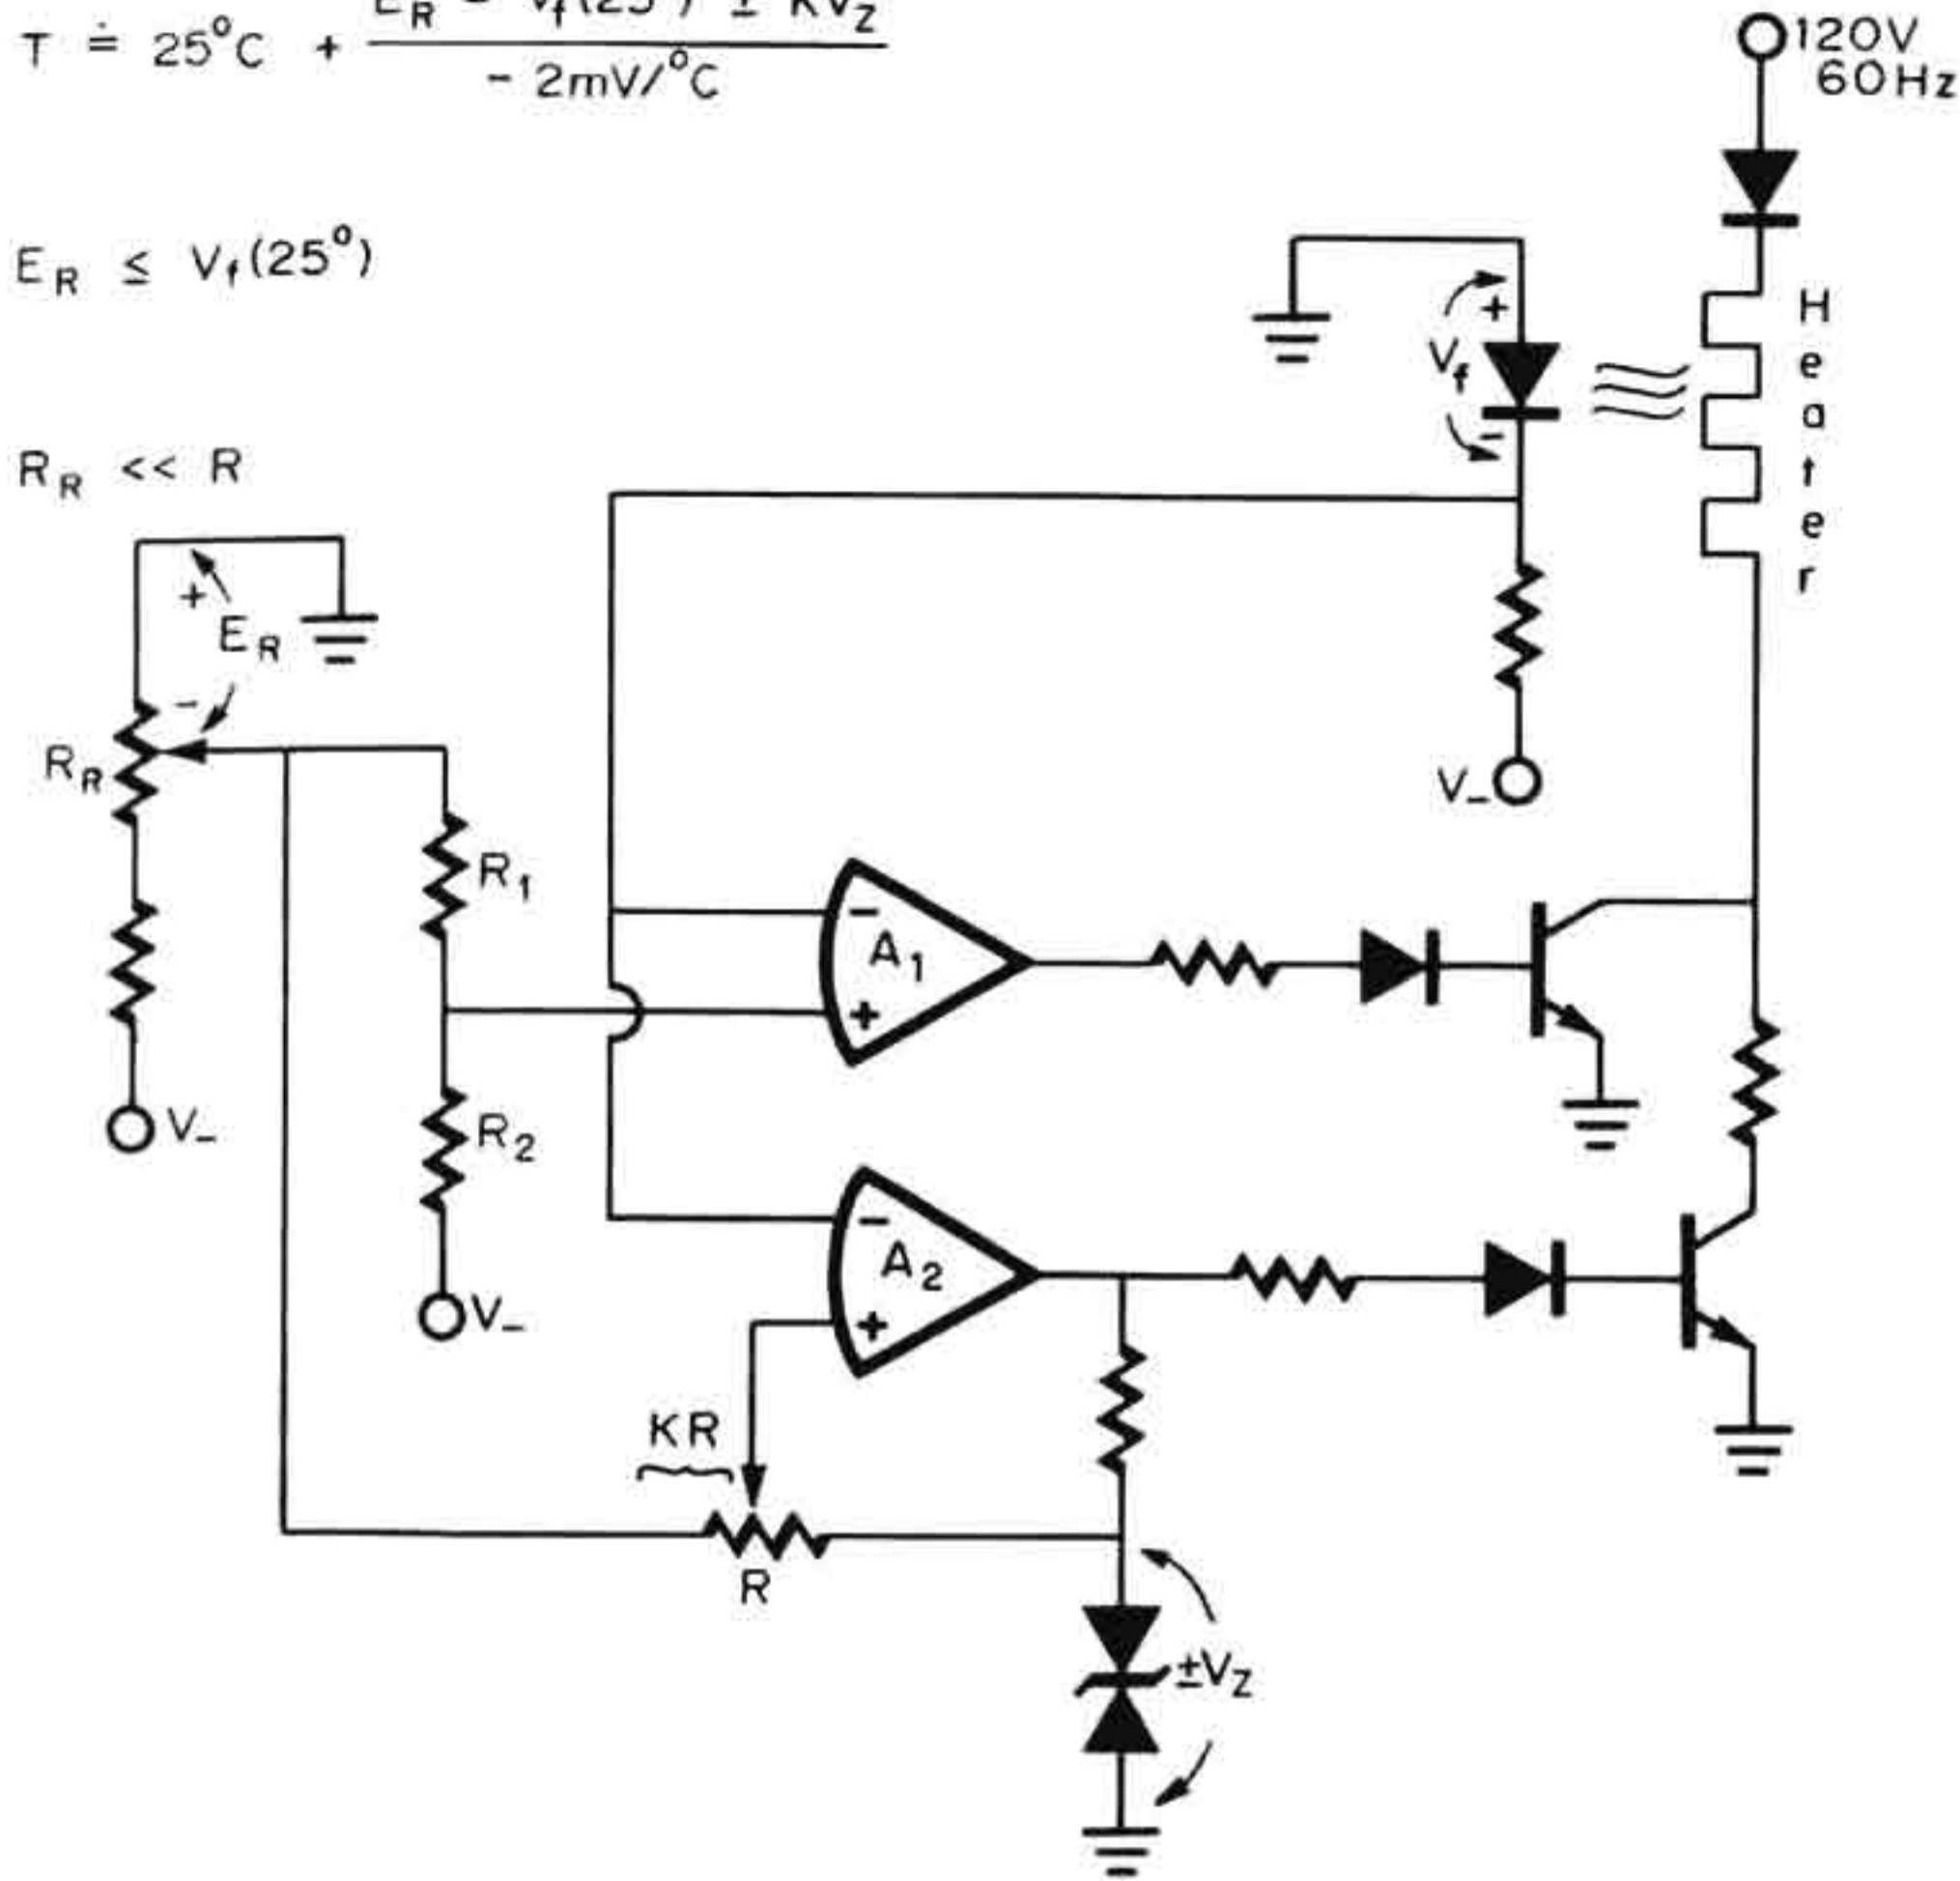 E_R - V_f(25°) ± KV_Z
T ≐ 25°C +
- 2mV/°C
120V
60Hz
E_R ≤ V_f(25°)
R_R << R
+
V_f
-
Heater
+
E_R
-
R_R
V_-
R_1
V_-
R_2
V_-
-
A_1
+
-
A_2
+
KR
R
±V_Z